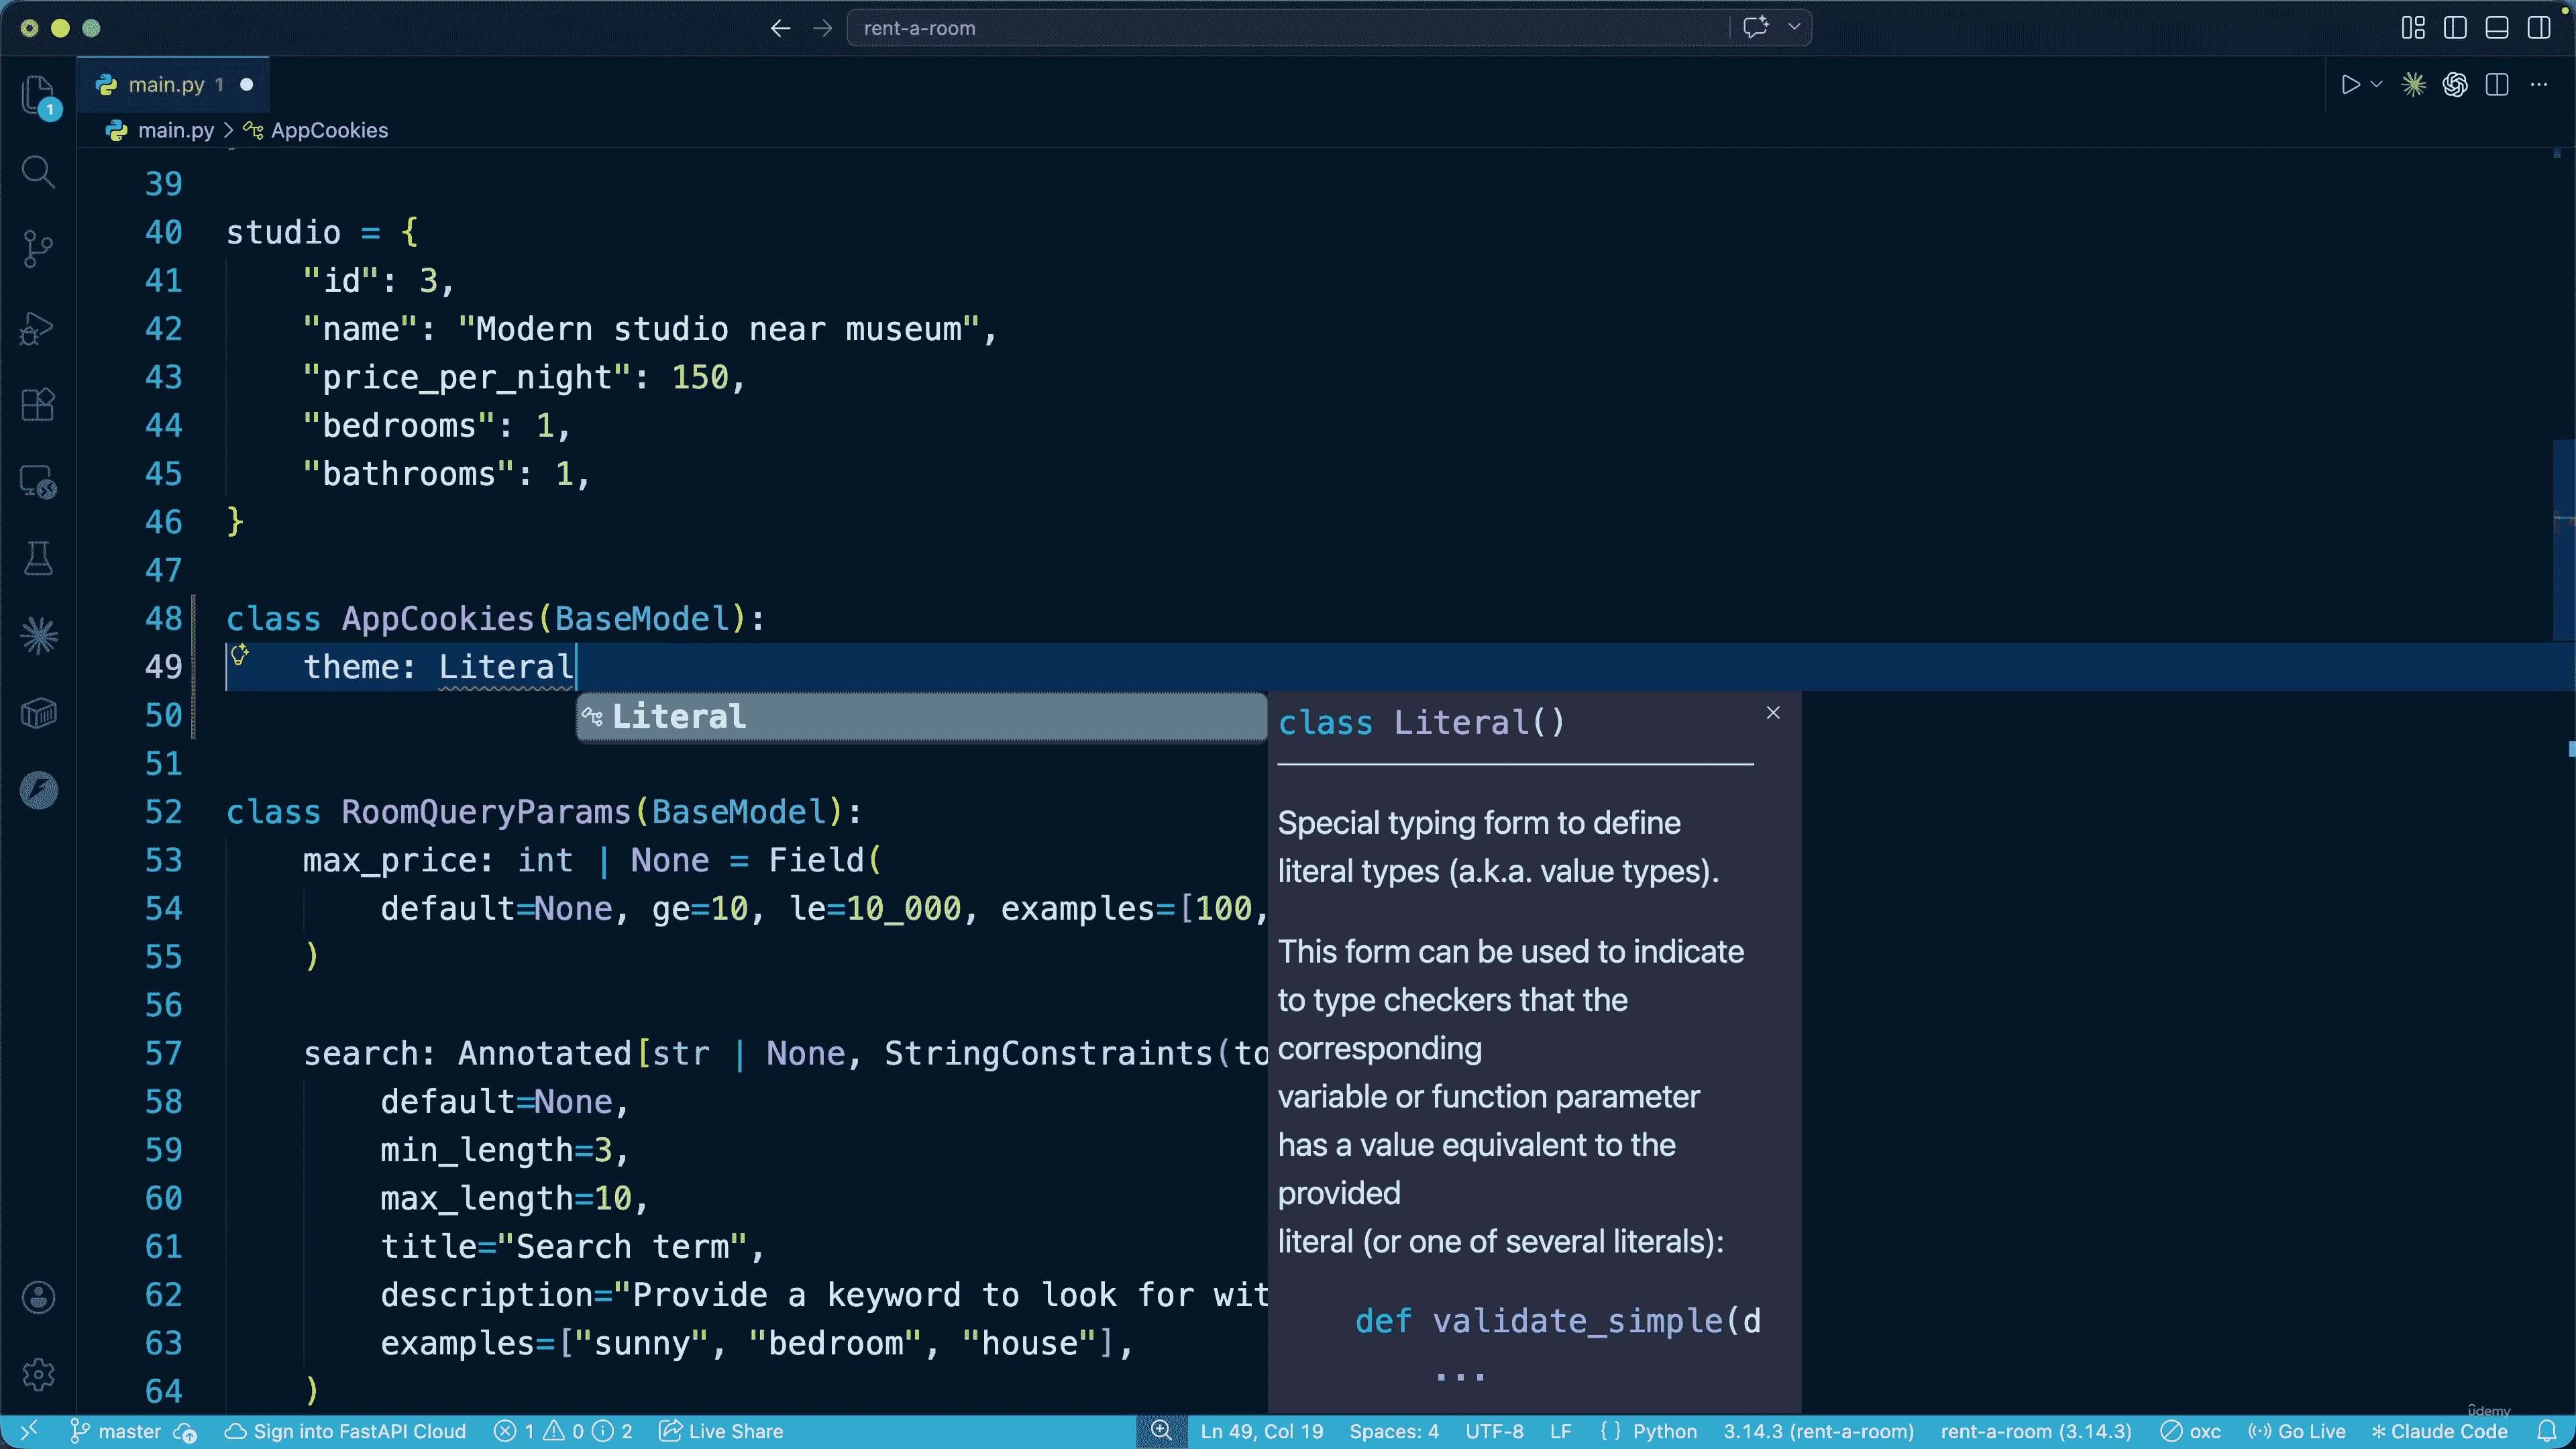 rent-a-room
main.py 1
1
main.py > AppCookies
39
40 studio = {
41 "id": 3,
42 "name": "Modern studio near museum",
43 "price_per_night": 150,
44 "bedrooms": 1,
45 "bathrooms": 1,
46 }
47
48 class AppCookies(BaseModel):
49 theme: Literal
50
51
52 class RoomQueryParams(BaseModel):
53 max_price: int | None = Field(
54 default=None, ge=10, le=10_000, examples=[100,
55 )
56
57 search: Annotated[str | None, StringConstraints(to
58 default=None,
59 min_length=3,
60 max_length=10,
61 title="Search term",
62 description="Provide a keyword to look for wit
63 examples=["sunny", "bedroom", "house"],
64 )
Literal
class Literal()
Special typing form to define
literal types (a.k.a. value types).
This form can be used to indicate
to type checkers that the
corresponding
variable or function parameter
has a value equivalent to the
provided
literal (or one of several literals):
def validate_simple(d
...
udemy
master Sign into FastAPI Cloud 1 0 2 Live Share Ln 49, Col 19 Spaces: 4 UTF-8 LF { } Python 3.14.3 (rent-a-room) rent-a-room (3.14.3) oxc Go Live Claude Code